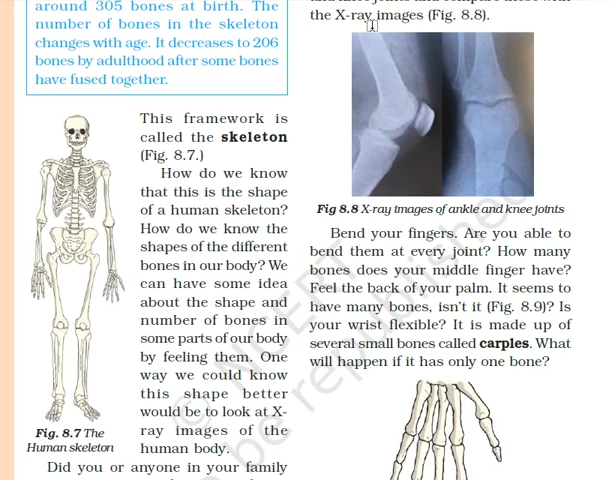 around 305 bones at birth. The
number of bones in the skeleton
changes with age. It decreases to 206
bones by adulthood after some bones
have fused together.
This framework is
called the skeleton
(Fig. 8.7.)
How do we know
that this is the shape
of a human skeleton?
How do we know the
shapes of the different
bones in our body? We
can have some idea
about the shape and
number of bones in
some parts of our body
by feeling them. One
way we could know
this shape better
would be to look at X-
ray images of the
human body.
Fig. 8.7 The
Human skeleton
Did you or anyone in your family
the X-ray images (Fig. 8.8).
Fig 8.8 X-ray images of ankle and knee jotnts
Bend your fingers. Are you able to
bend them at every joint? How many
bones does your middle finger have?
Feel the back of your palm. It seems to
have many bones, isn't it (Fig. 8.9)? Is
your wrist flexible? It is made up of
several small bones called carples. What
will happen if it has only one bone?
© NCERT
be republished